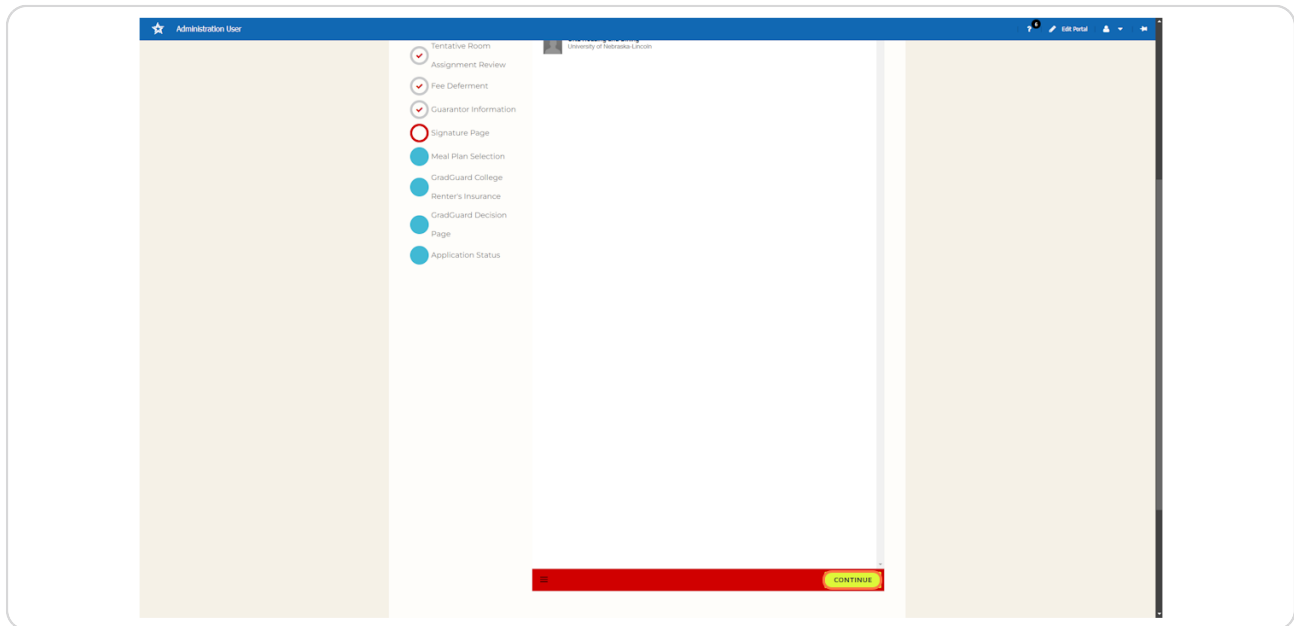 Administration User
? 6 Edit Portal
Tentative Room
Assignment Review
Fee Deferment
Guarantor Information
Signature Page
Meal Plan Selection
GradGuard College
Renter's Insurance
GradGuard Decision
Page
Application Status
University of Nebraska-Lincoln
CONTINUE